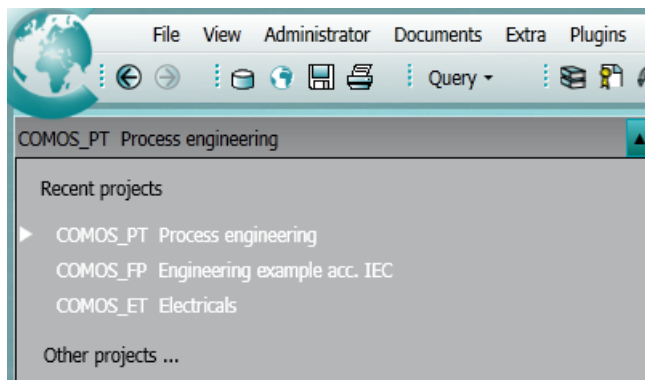 File View Administrator Documents Extra Plugins
Query
COMOS_PT Process engineering
Recent projects
COMOS_PT Process engineering
COMOS_FP Engineering example acc. IEC
COMOS_ET Electricals
Other projects ...